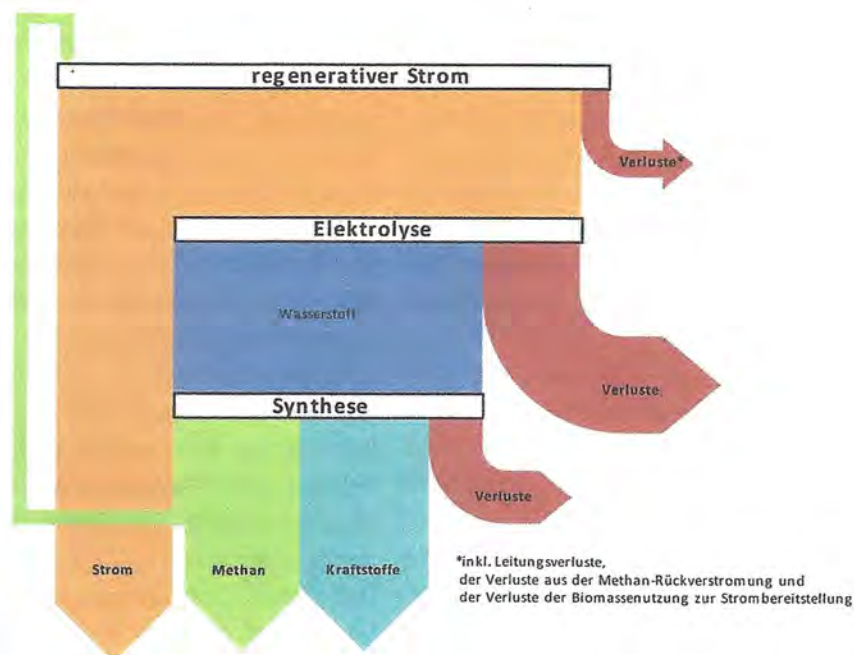 regenerativer Strom
Verluste*
Elektrolyse
Wasserstoff
Verluste
Synthese
Verluste
Strom
Methan
Kraftstoffe
*inkl. Leitungsverluste,
der Verluste aus der Methan-Rückverstromung und
der Verluste der Biomassenutzung zur Strombereitstellung